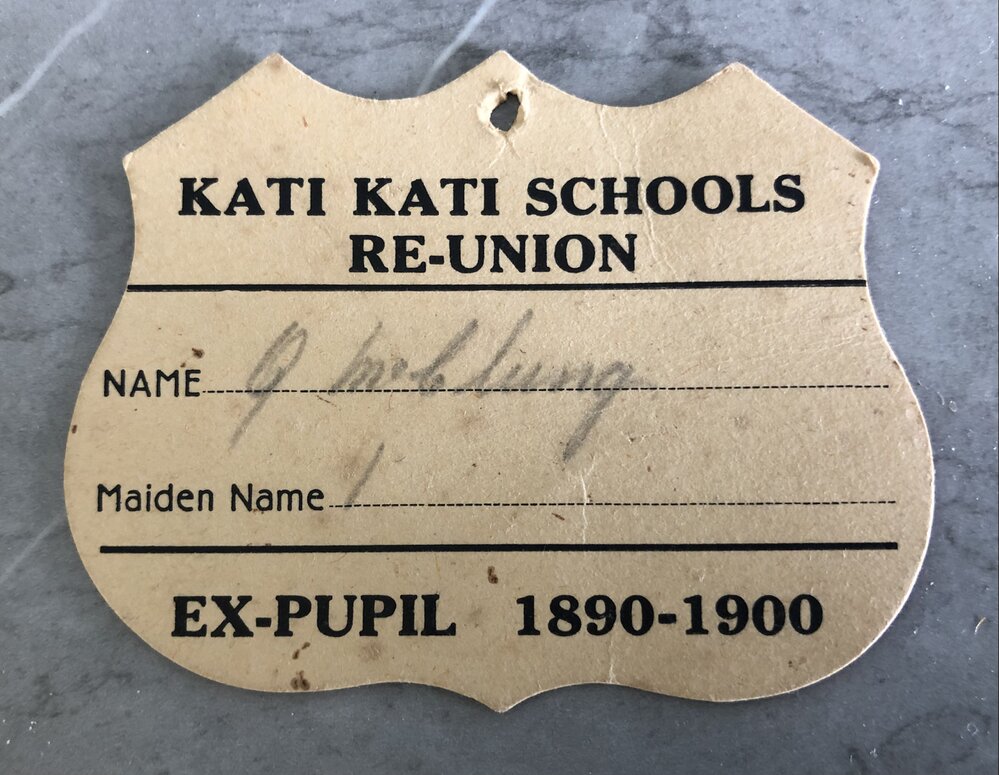 KATI KATI SCHOOLS
RE-UNION
NAME McClung
Maiden Name
EX-PUPIL 1890-1900